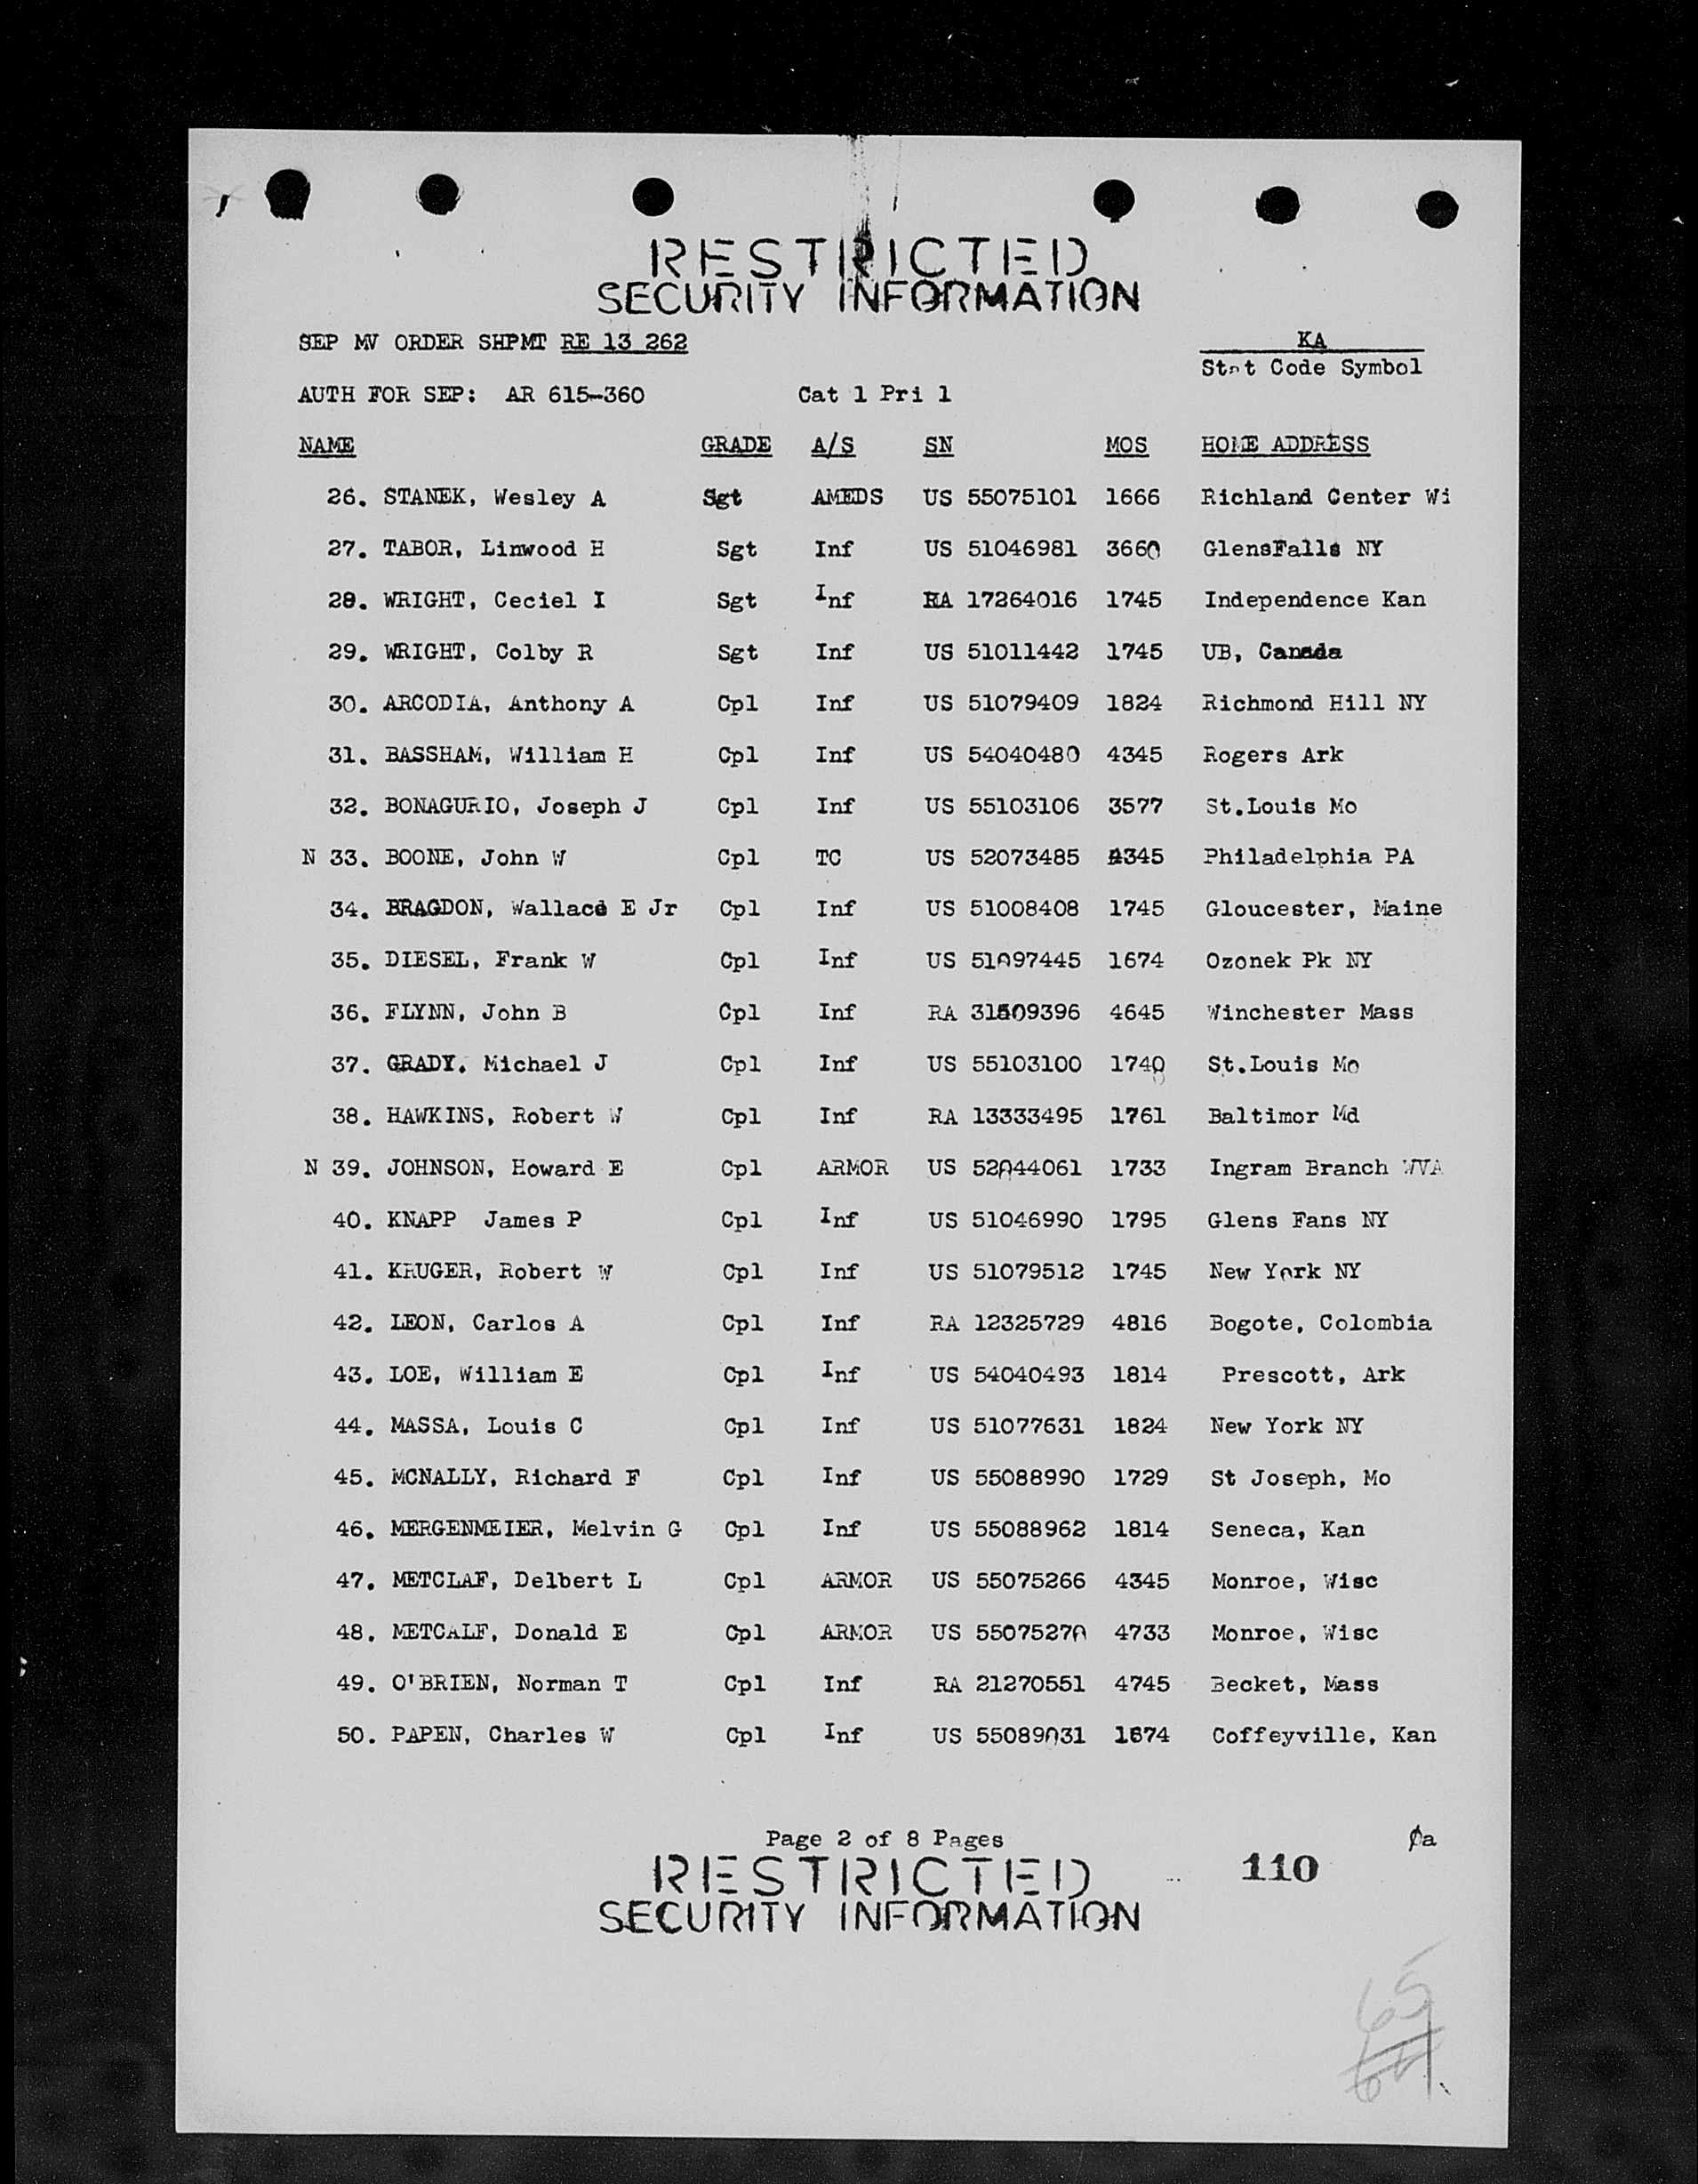 RESTRICTED
SECURITY INFORMATION
SEP MV ORDER SHPMT RE 13 262
KA
Stat Code Symbol
AUTH FOR SEP: AR 615-360 Cat 1 Pri 1
NAME GRADE A/S SN MOS HOME ADDRESS
26. STANEK, Wesley A Sgt AMEDS US 55075101 1666 Richland Center Wi
27. TABOR, Linwood H Sgt Inf US 51046981 3660 GlensFalls NY
28. WRIGHT, Ceciel I Sgt Inf RA 17264016 1745 Independence Kan
29. WRIGHT, Colby R Sgt Inf US 51011442 1745 UB, Canada
30. ARCODIA, Anthony A Cpl Inf US 51079409 1824 Richmond Hill NY
31. BASSHAM, William H Cpl Inf US 54040480 4345 Rogers Ark
32. BONAGURIO, Joseph J Cpl Inf US 55103106 3577 St.Louis Mo
N 33. BOONE, John W Cpl TC US 52073485 4345 Philadelphia PA
34. BRAGDON, Wallace E Jr Cpl Inf US 51008408 1745 Gloucester, Maine
35. DIESEL, Frank W Cpl Inf US 51097445 1674 Ozonek Pk NY
36. FLYNN, John B Cpl Inf RA 31509396 4645 Winchester Mass
37. GRADY. Michael J Cpl Inf US 55103100 1740 St.Louis Mo
38. HAWKINS, Robert W Cpl Inf RA 13333495 1761 Baltimor Md
N 39. JOHNSON, Howard E Cpl ARMOR US 52044061 1733 Ingram Branch WVA
40. KNAPP James P Cpl Inf US 51046990 1795 Glens Fans NY
41. KRUGER, Robert W Cpl Inf US 51079512 1745 New York NY
42. LEON, Carlos A Cpl Inf RA 12325729 4816 Bogote, Colombia
43. LOE, William E Cpl Inf US 54040493 1814 Prescott, Ark
44. MASSA, Louis C Cpl Inf US 51077631 1824 New York NY
45. MCNALLY, Richard F Cpl Inf US 55088990 1729 St Joseph, Mo
46. MERGENMEIER, Melvin G Cpl Inf US 55088962 1814 Seneca, Kan
47. METCLAF, Delbert L Cpl ARMOR US 55075266 4345 Monroe, Wisc
48. METCALF, Donald E Cpl ARMOR US 55075270 4733 Monroe, Wisc
49. O'BRIEN, Norman T Cpl Inf RA 21270551 4745 Becket, Mass
50. PAPEN, Charles W Cpl Inf US 55089031 1674 Coffeyville, Kan
Page 2 of 8 Pages
RESTRICTED
110
SECURITY INFORMATION
65